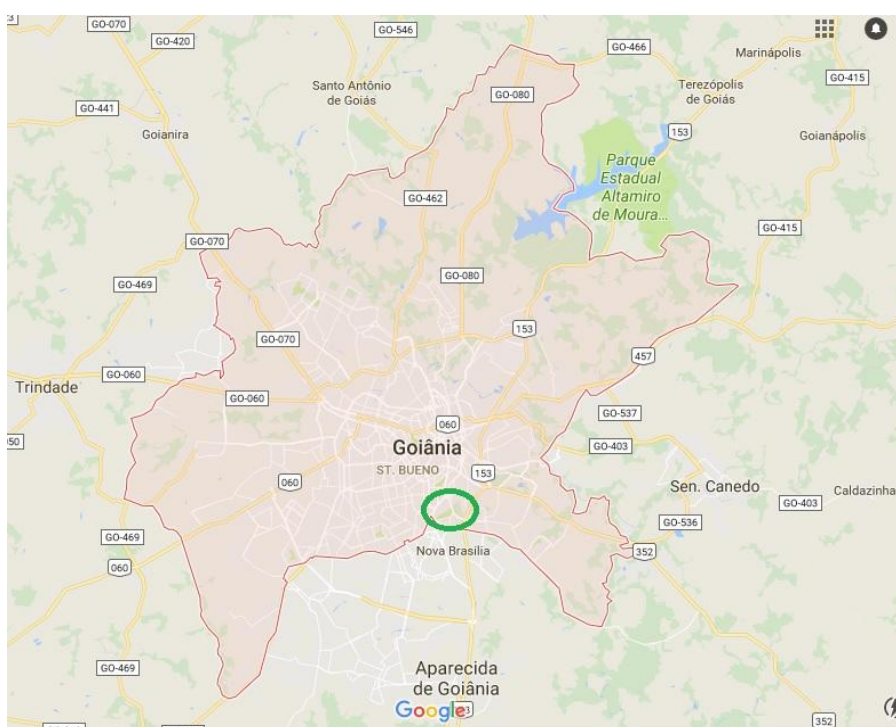 GO-070
GO-420
GO-546
GO-466
Marinápolis
Santo Antônio
de Goiás
GO-080
Terezópolis
de Goiás
GO-415
GO-441
Goianira
153
Goianápolis
Parque
Estadual
Altamiro
de Moura...
GO-462
GO-415
GO-070
GO-080
GO-469
153
GO-070
457
Trindade
GO-060
GO-060
GO-537
060
GO-403
Goiânia
ST. BUENO
153
060
Sen. Canedo
Caldazinha
GO-403
GO-536
GO-469
Nova Brasília
352
060
GO-469
Aparecida
de Goiânia
Google
352